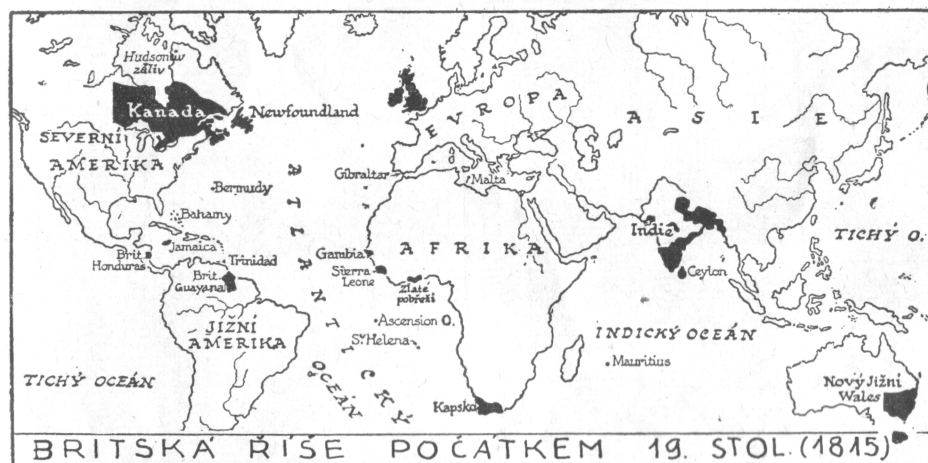 Hudsonův
záliv
Kanada
Newfoundland
SEVERNÍ
AMERIKA
Bermudy
Bahamy
Jamaica
Brit.
Honduras
Trinidad
Brit.
Guayana
JIŽNÍ
AMERIKA
TICHÝ OCEÁN
ATLANTICKÝ
OCEÁN
EVROPA
Gibraltar
Malta
AFRIKA
Gambia
Sierra
Leone
Zlaté
pobřeží
Ascension O.
Sv Helena
Kapsko
ASIE
Indie
Ceylon
TICHÝ O.
INDICKÝ OCEÁN
Mauritius
Nový Jižní
Wales
BRITSKÁ ŘÍŠE POČÁTKEM 19. STOL. (1815)